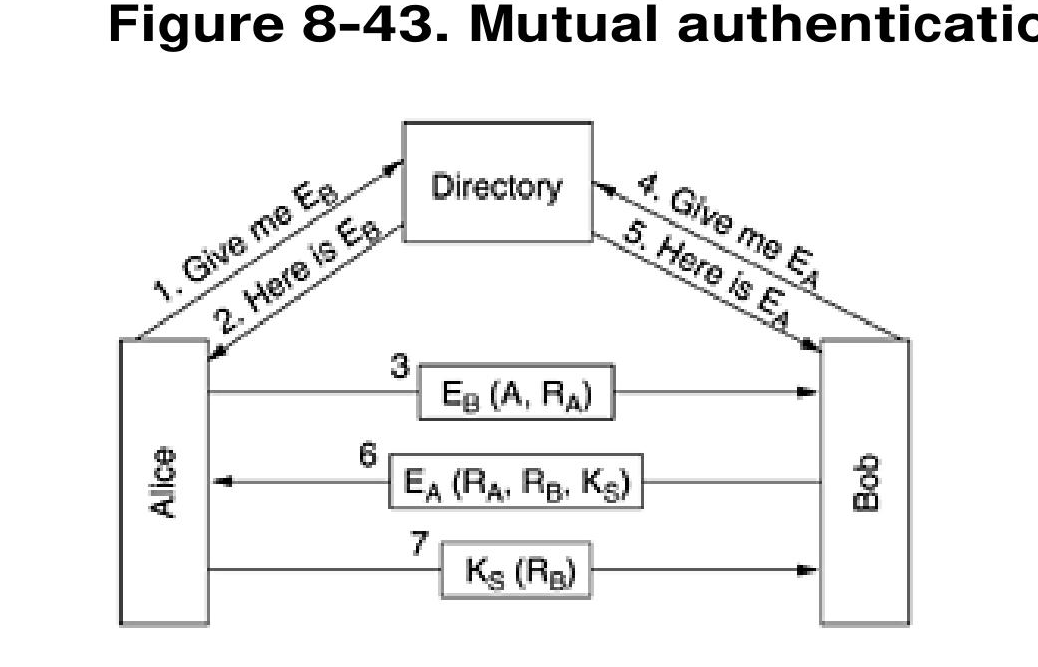 Figure 8-43. Mutual authenticatio
Directory
1. Give me E_B
2. Here is E_B
4. Give me E_A
5. Here is E_A
3
E_B (A, R_A)
6
E_A (R_A, R_B, K_S)
7
K_S (R_B)
Alice
Bob